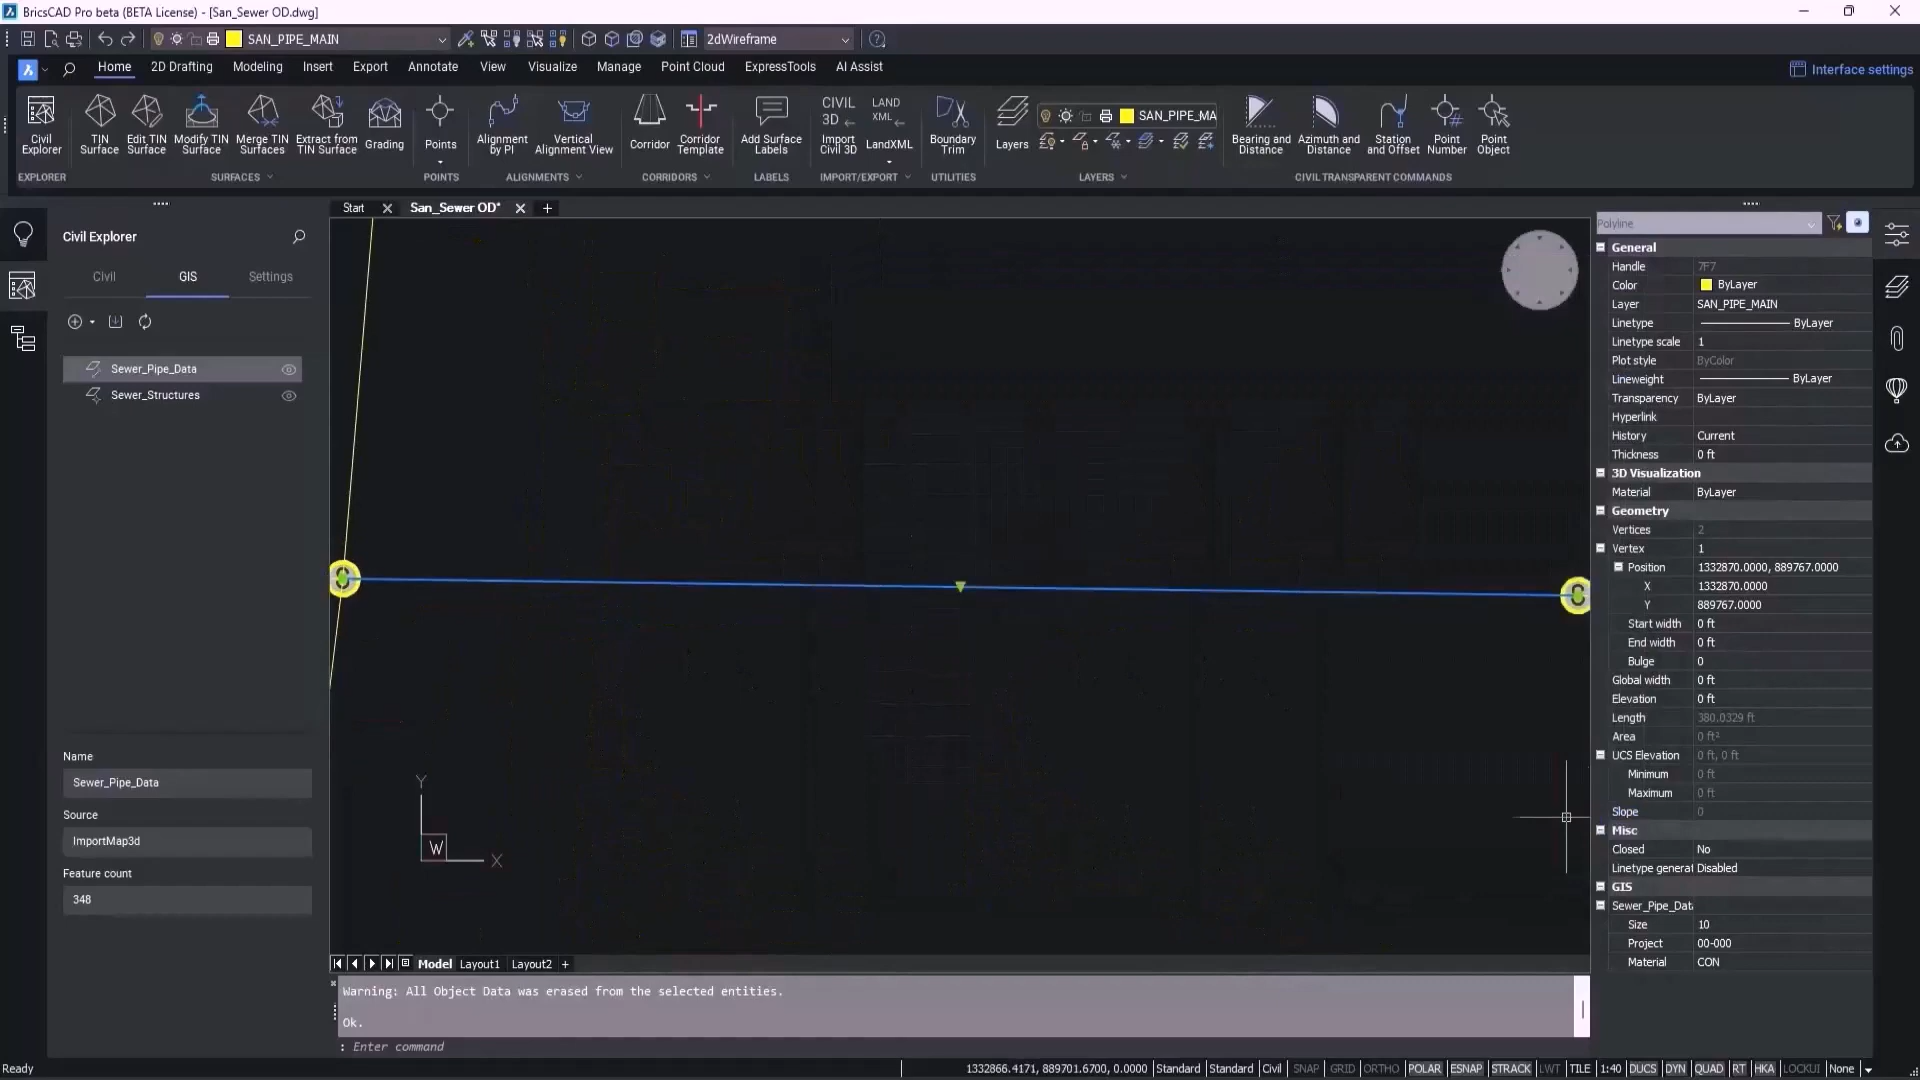 BricsCAD Pro beta (BETA License) - [San_Sewer OD.dwg]
SAN_PIPE_MAIN
2dWireframe
Home 2D Drafting Modeling Insert Export Annotate View Visualize Manage Point Cloud ExpressTools AI Assist
Interface settings
Civil Explorer
TIN Surface
Edit TIN Surface
Modify TIN Surface
Merge TIN Surfaces
Extract from TIN Surface
Grading
Points
Alignment by PI
Vertical Alignment View
Corridor
Corridor Template
Add Surface Labels
CIVIL 3D
Import Civil 3D
LAND XML
LandXML
Boundary Trim
Layers
SAN_PIPE_MA
Bearing and Distance
Azimuth and Distance
Station and Offset
Point Number
Point Object
EXPLORER SURFACES POINTS ALIGNMENTS CORRIDORS LABELS IMPORT/EXPORT UTILITIES LAYERS CIVIL TRANSPARENT COMMANDS
Start San_Sewer OD*
Civil Explorer
Civil GIS Settings
Sewer_Pipe_Data
Sewer_Structures
Name
Sewer_Pipe_Data
Source
ImportMap3d
Feature count
348
Y
W X
Polyline
General
Handle 7F7
Color ByLayer
Layer SAN_PIPE_MAIN
Linetype ByLayer
Linetype scale 1
Plot style ByColor
Lineweight ByLayer
Transparency ByLayer
Hyperlink
History Current
Thickness 0 ft
3D Visualization
Material ByLayer
Geometry
Vertices 2
Vertex 1
Position 1332870.0000, 889767.0000
X 1332870.0000
Y 889767.0000
Start width 0 ft
End width 0 ft
Bulge 0
Global width 0 ft
Elevation 0 ft
Length 380.0329 ft
Area 0 ft²
UCS Elevation 0 ft, 0 ft
Minimum 0 ft
Maximum 0 ft
Slope 0
Misc
Closed No
Linetype generat Disabled
GIS
Sewer_Pipe_Data
Size 10
Project 00-000
Material CON
Model Layout1 Layout2 +
Warning: All Object Data was erased from the selected entities.
Ok.
: Enter command
Ready
1332866.4171, 889701.6700, 0.0000 Standard Standard Civil SNAP GRID ORTHO POLAR ESNAP STRACK LWT TILE 1:40 DUCS DYN QUAD RT HKA LOCKUI None